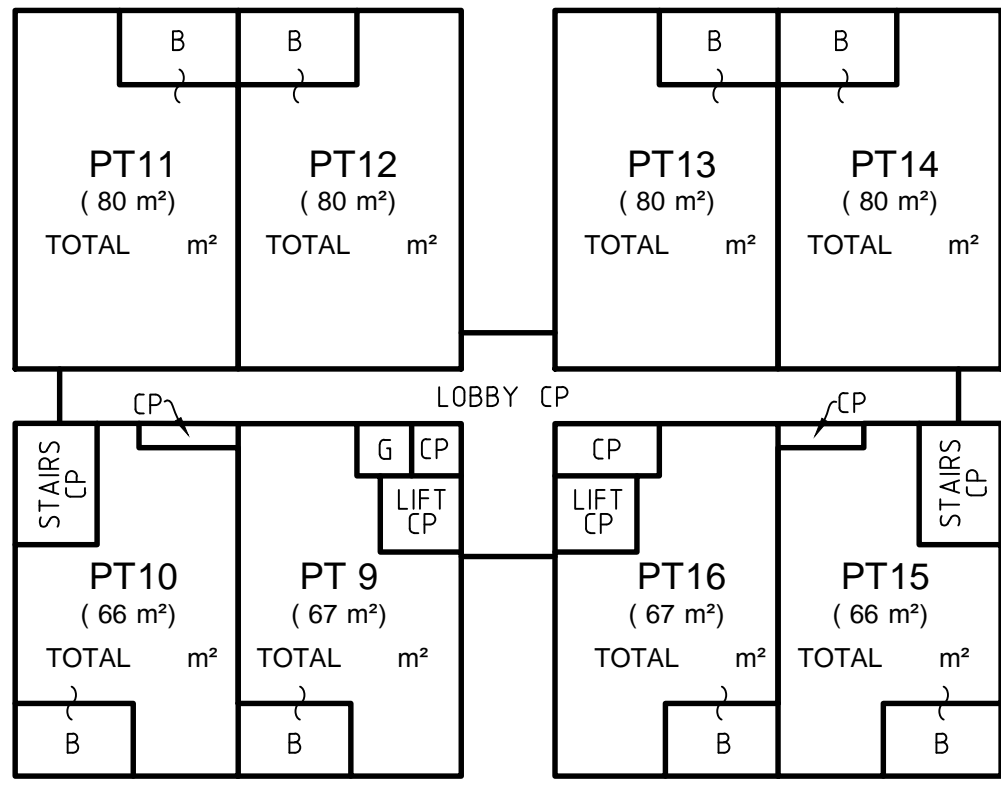 B
B
B
B
PT11
( 80 m²)
TOTAL m²
PT12
( 80 m²)
TOTAL m²
PT13
( 80 m²)
TOTAL m²
PT14
( 80 m²)
TOTAL m²
LOBBY CP
CP
CP
STAIRS
CP
G
CP
LIFT
CP
CP
LIFT
CP
STAIRS
CP
PT10
( 66 m²)
TOTAL m²
PT 9
( 67 m²)
TOTAL m²
PT16
( 67 m²)
TOTAL m²
PT15
( 66 m²)
TOTAL m²
B
B
B
B